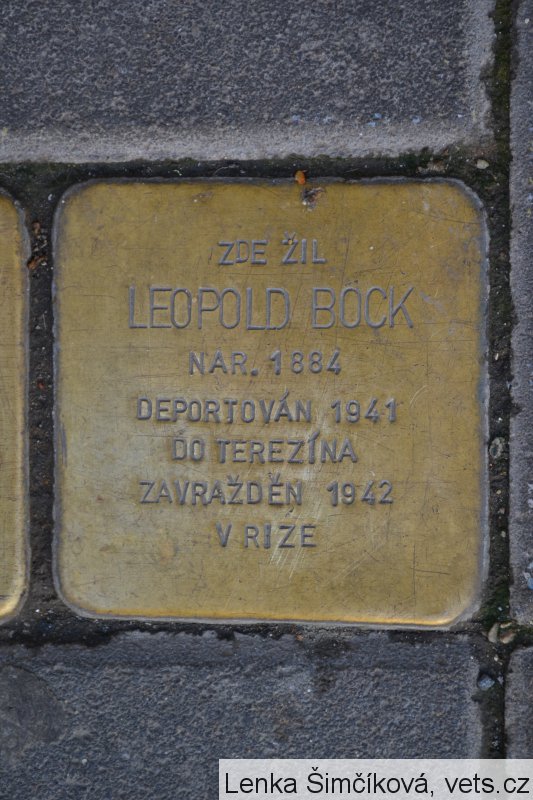 ZDE ŽIL
LEOPOLD BÖCK
NAR. 1884
DEPORTOVÁN 1941
DO TEREZÍNA
ZAVRAŽDĚN 1942
V RIZE
Lenka Šimčíková, vets.cz